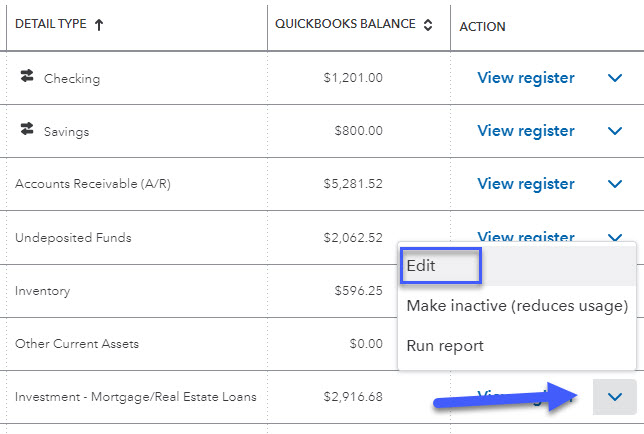 DETAIL TYPE QUICKBOOKS BALANCE ACTION
Checking $1,201.00 View register
Savings $800.00 View register
Accounts Receivable (A/R) $5,281.52 View register
Undeposited Funds $2,062.52 View register
Edit
Inventory $596.25
Make inactive (reduces usage)
Other Current Assets $0.00
Run report
Investment - Mortgage/Real Estate Loans $2,916.68 View register